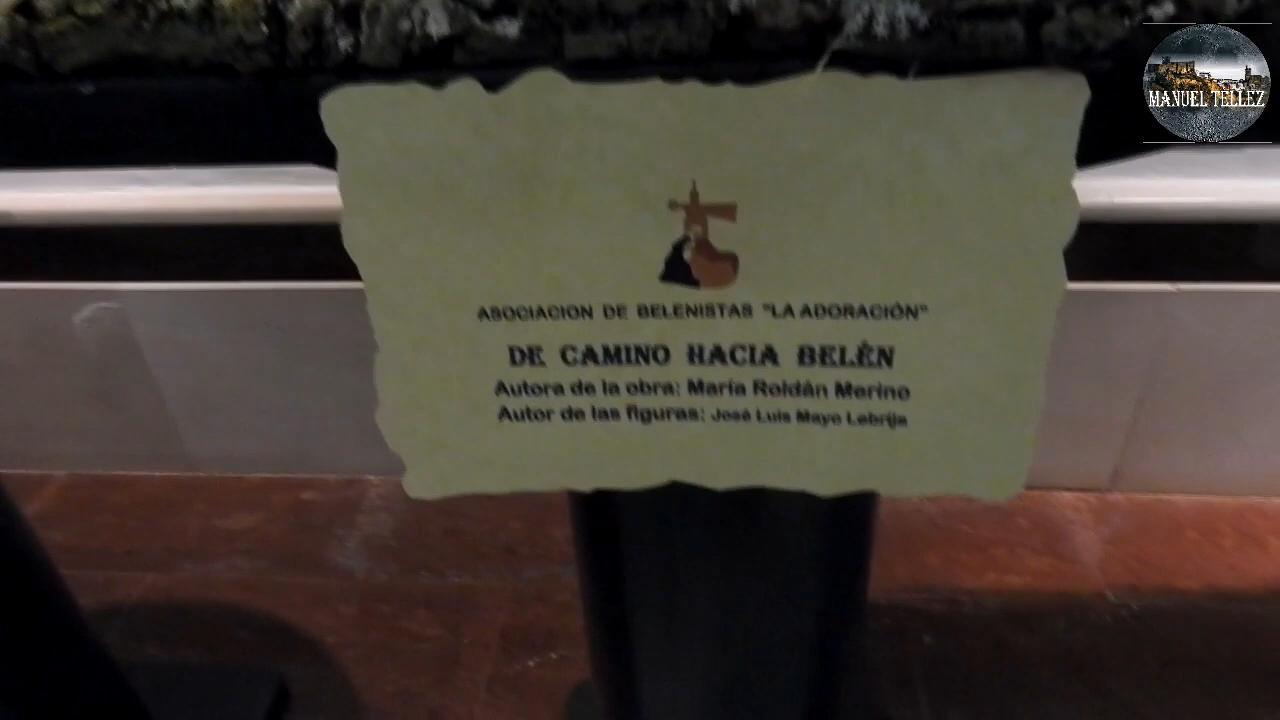 MANUEL TELLEZ
ASOCIACION DE BELENISTAS "LA ADORACIÓN"
DE CAMINO HACIA BELÉN
Autora de la obra: María Roldán Merino
Autor de las figuras: José Luis Mayo Lebrija